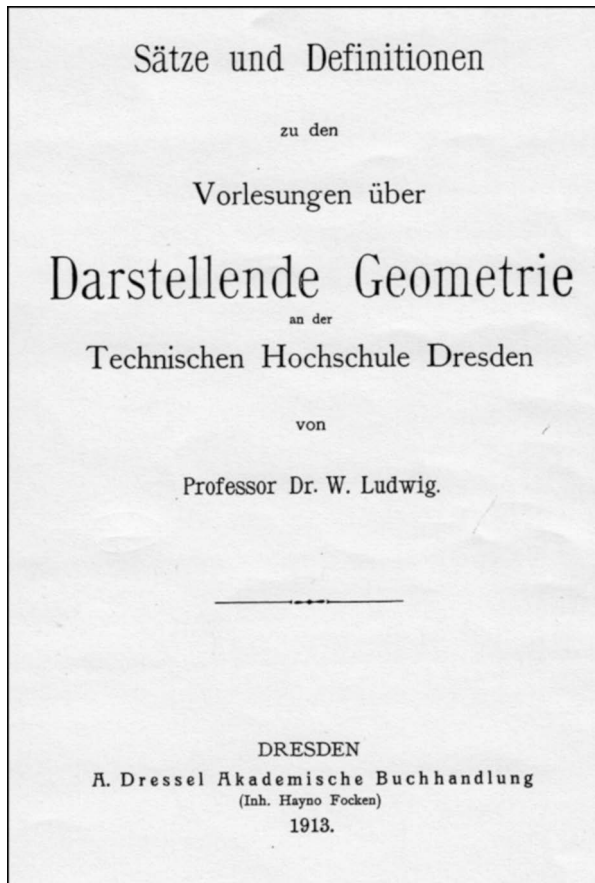 Sätze und Definitionen
zu den
Vorlesungen über
Darstellende Geometrie
an der
Technischen Hochschule Dresden
von
Professor Dr. W. Ludwig.
DRESDEN
A. Dressel Akademische Buchhandlung
(Inh. Hayno Focken)
1913.